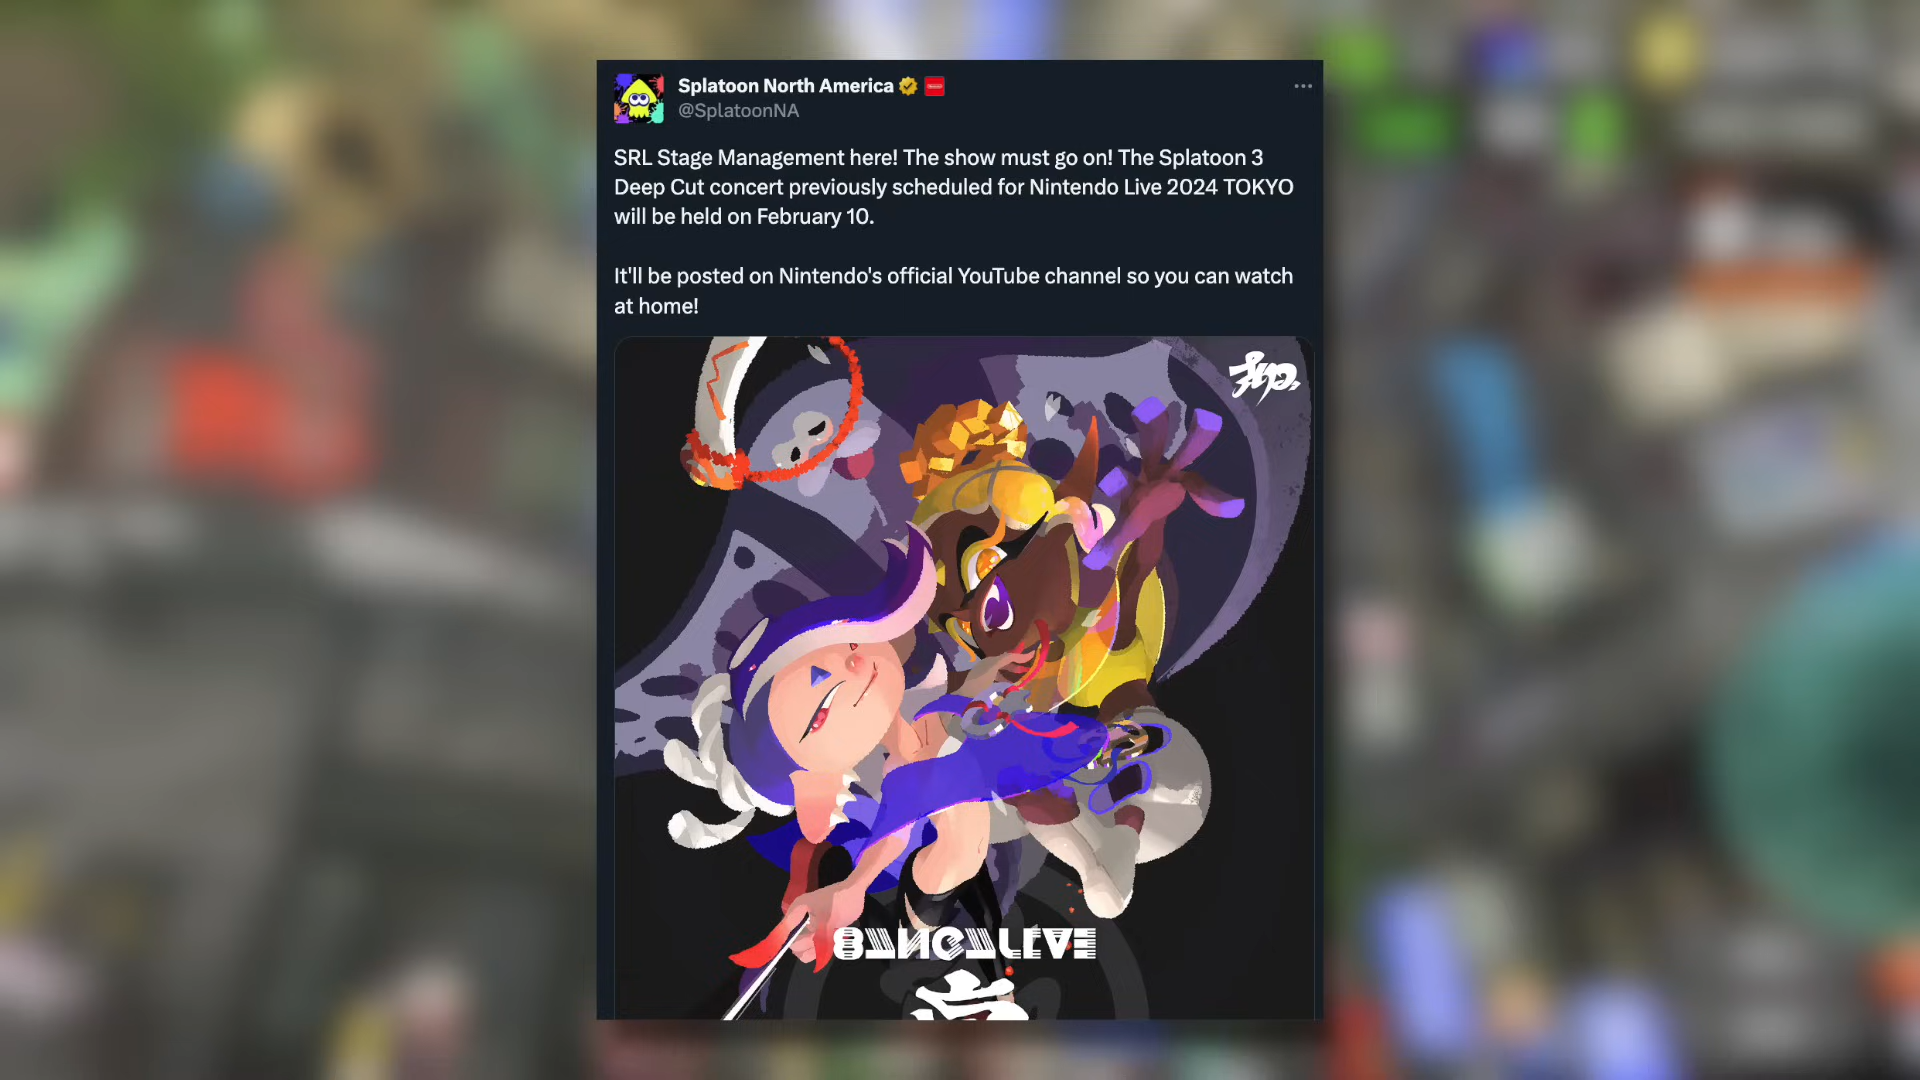 Splatoon North America
@SplatoonNA
SRL Stage Management here! The show must go on! The Splatoon 3
Deep Cut concert previously scheduled for Nintendo Live 2024 TOKYO
will be held on February 10.
It'll be posted on Nintendo's official YouTube channel so you can watch
at home!